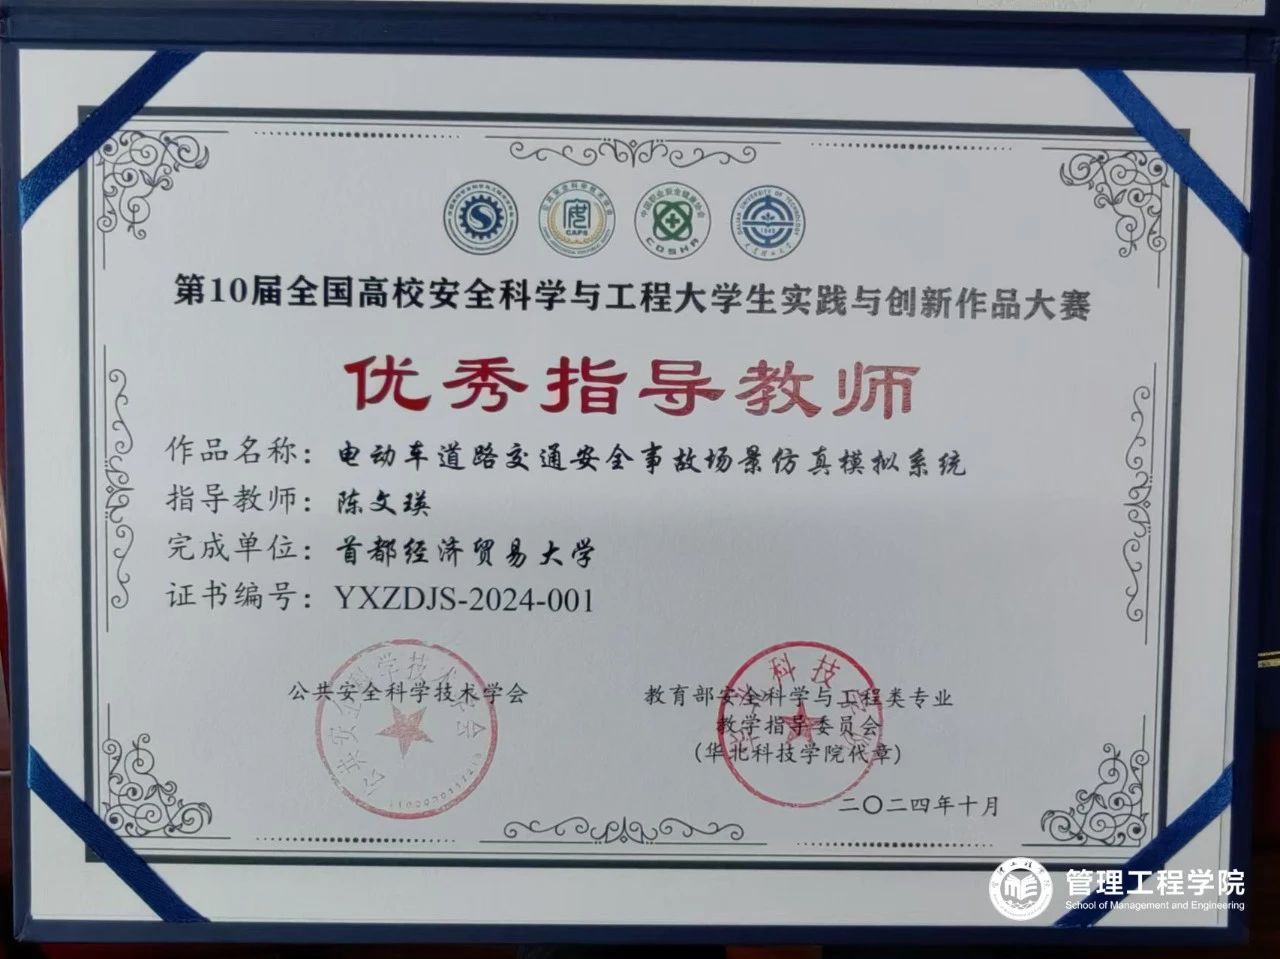 第10届全国高校安全科学与工程大学生实践与创新作品大赛
优秀指导教师
作品名称：电动车道路交通安全事故场景仿真模拟系统
指导教师：陈文瑛
完成单位：首都经济贸易大学
证书编号：YXZDJS-2024-001
公共安全科学技术学会
教育部安全科学与工程类专业
教学指导委员会
(华北科技学院代章)
二〇二四年十月
管理工程学院
School of Management and Engineering